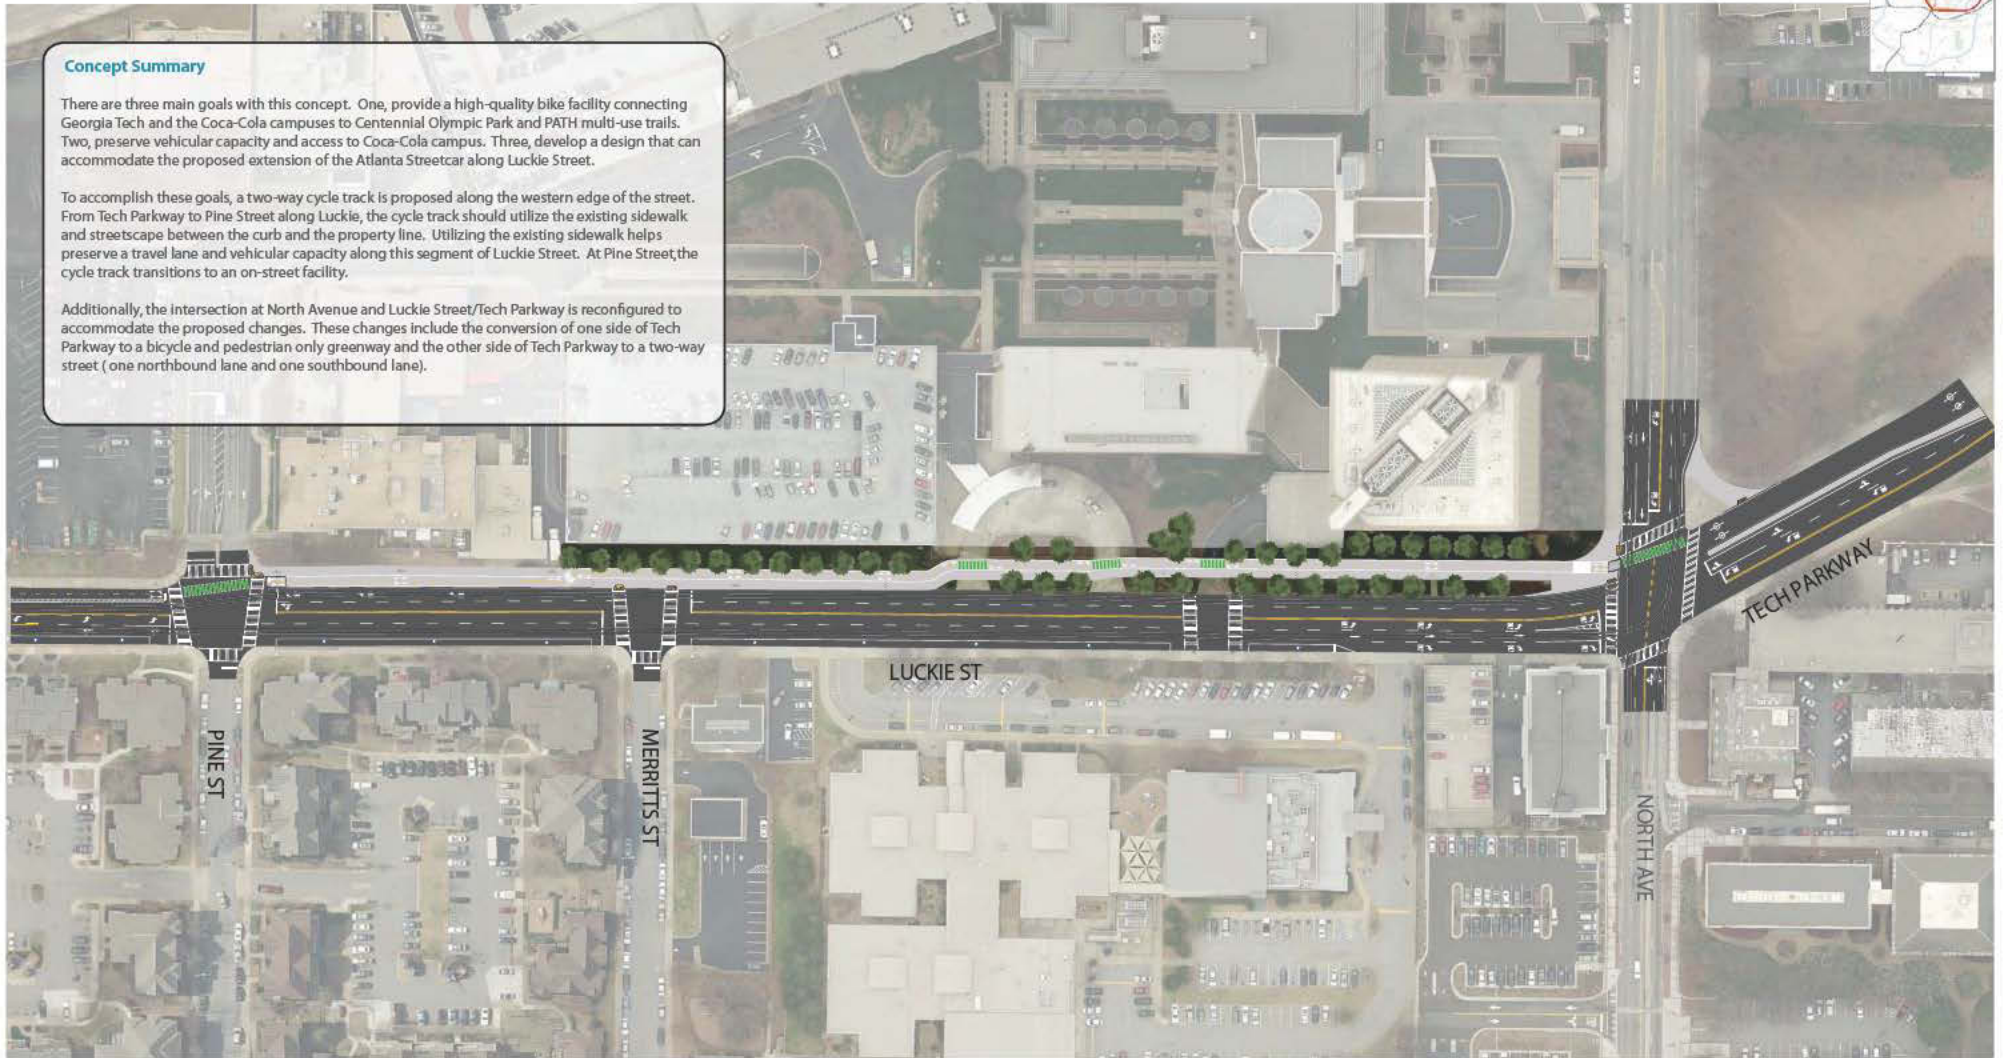 Concept Summary
There are three main goals with this concept. One, provide a high-quality bike facility connecting
Georgia Tech and the Coca-Cola campuses to Centennial Olympic Park and PATH multi-use trails.
Two, preserve vehicular capacity and access to Coca-Cola campus. Three, develop a design that can
accommodate the proposed extension of the Atlanta Streetcar along Luckie Street.
To accomplish these goals, a two-way cycle track is proposed along the western edge of the street.
From Tech Parkway to Pine Street along Luckie, the cycle track should utilize the existing sidewalk
and streetscape between the curb and the property line. Utilizing the existing sidewalk helps
preserve a travel lane and vehicular capacity along this segment of Luckie Street. At Pine Street,the
cycle track transitions to an on-street facility.
Additionally, the intersection at North Avenue and Luckie Street/Tech Parkway is reconfigured to
accommodate the proposed changes. These changes include the conversion of one side of Tech
Parkway to a bicycle and pedestrian only greenway and the other side of Tech Parkway to a two-way
street ( one northbound lane and one southbound lane).
TECH PARKWAY
LUCKIE ST
PINE ST
MERRITTS ST
NORTH AVE